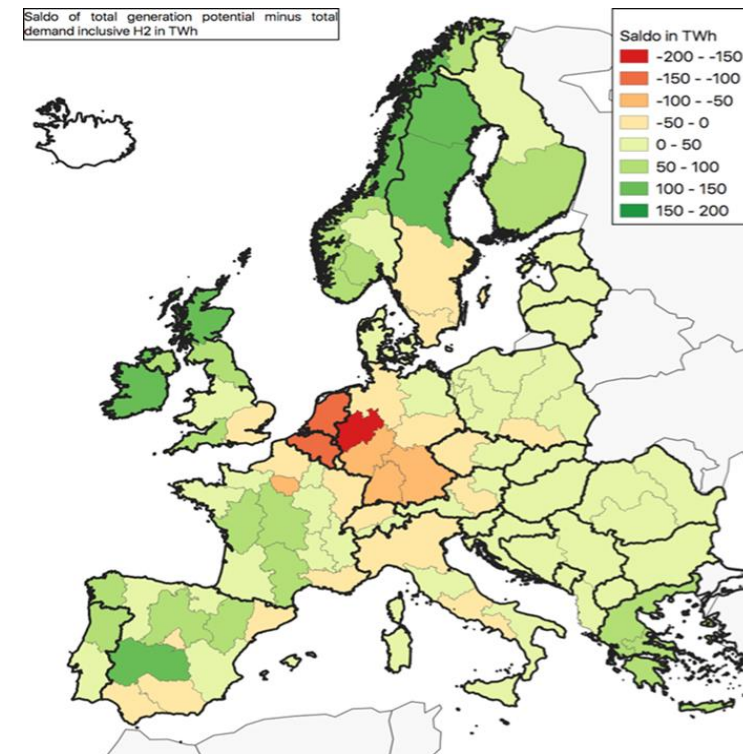 Saldo of total generation potential minus total
demand inclusive H2 in TWh
Saldo in TWh
-200 - -150
-150 - -100
-100 - -50
-50 - 0
0 - 50
50 - 100
100 - 150
150 - 200